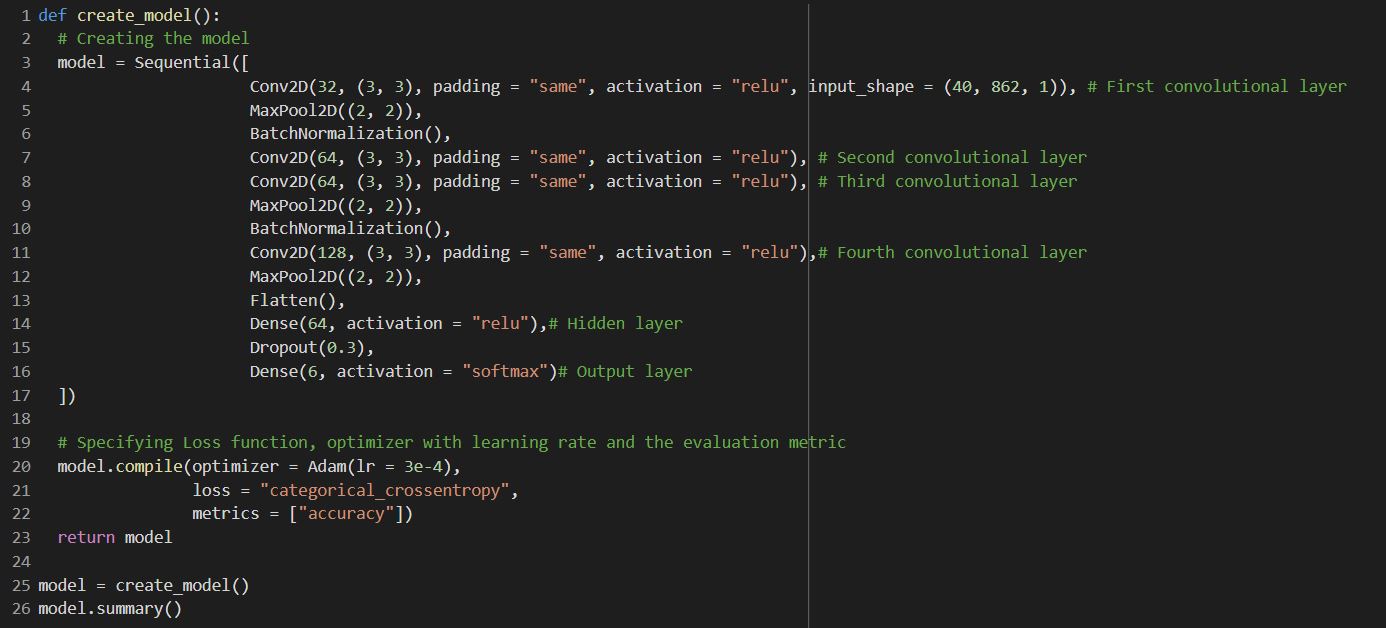 1 def create_model():
2   # Creating the model
3   model = Sequential([
4                       Conv2D(32, (3, 3), padding = "same", activation = "relu", input_shape = (40, 862, 1)), # First convolutional layer
5                       MaxPool2D((2, 2)),
6                       BatchNormalization(),
7                       Conv2D(64, (3, 3), padding = "same", activation = "relu"), # Second convolutional layer
8                       Conv2D(64, (3, 3), padding = "same", activation = "relu"), # Third convolutional layer
9                       MaxPool2D((2, 2)),
10                       BatchNormalization(),
11                       Conv2D(128, (3, 3), padding = "same", activation = "relu"),# Fourth convolutional layer
12                       MaxPool2D((2, 2)),
13                       Flatten(),
14                       Dense(64, activation = "relu"),# Hidden layer
15                       Dropout(0.3),
16                       Dense(6, activation = "softmax")# Output layer
17   ])
18
19   # Specifying Loss function, optimizer with learning rate and the evaluation metric
20   model.compile(optimizer = Adam(lr = 3e-4),
21                 loss = "categorical_crossentropy",
22                 metrics = ["accuracy"])
23   return model
24
25 model = create_model()
26 model.summary()